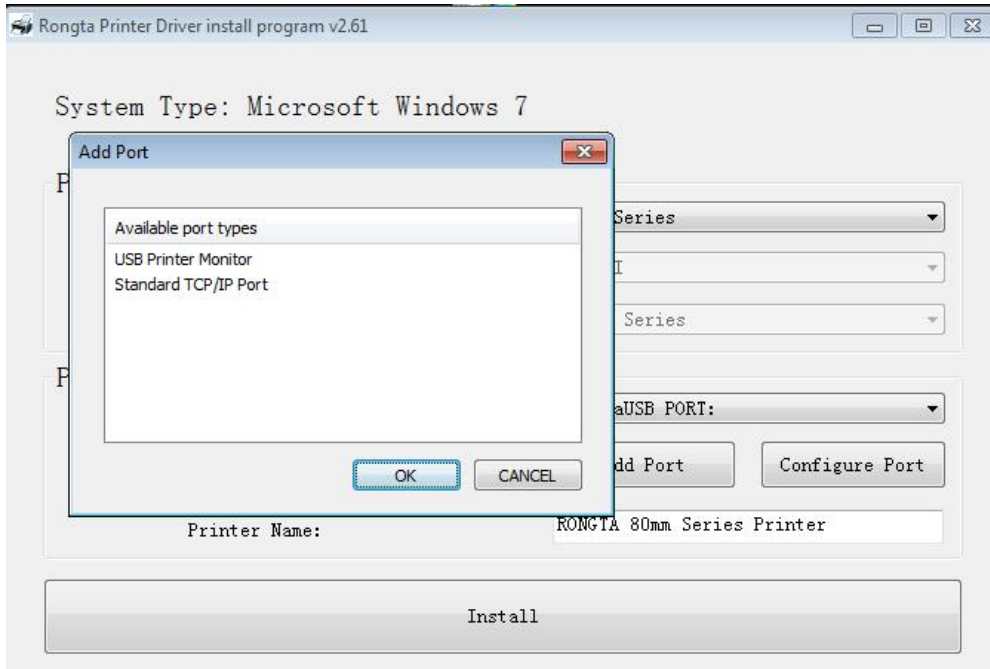 Rongta Printer Driver install program v2.61
System Type: Microsoft Windows 7
Add Port
Available port types
USB Printer Monitor
Standard TCP/IP Port
OK CANCEL
Series
Series
USB PORT:
Port Configure Port
Printer Name: RONGTA 80mm Series Printer
Install